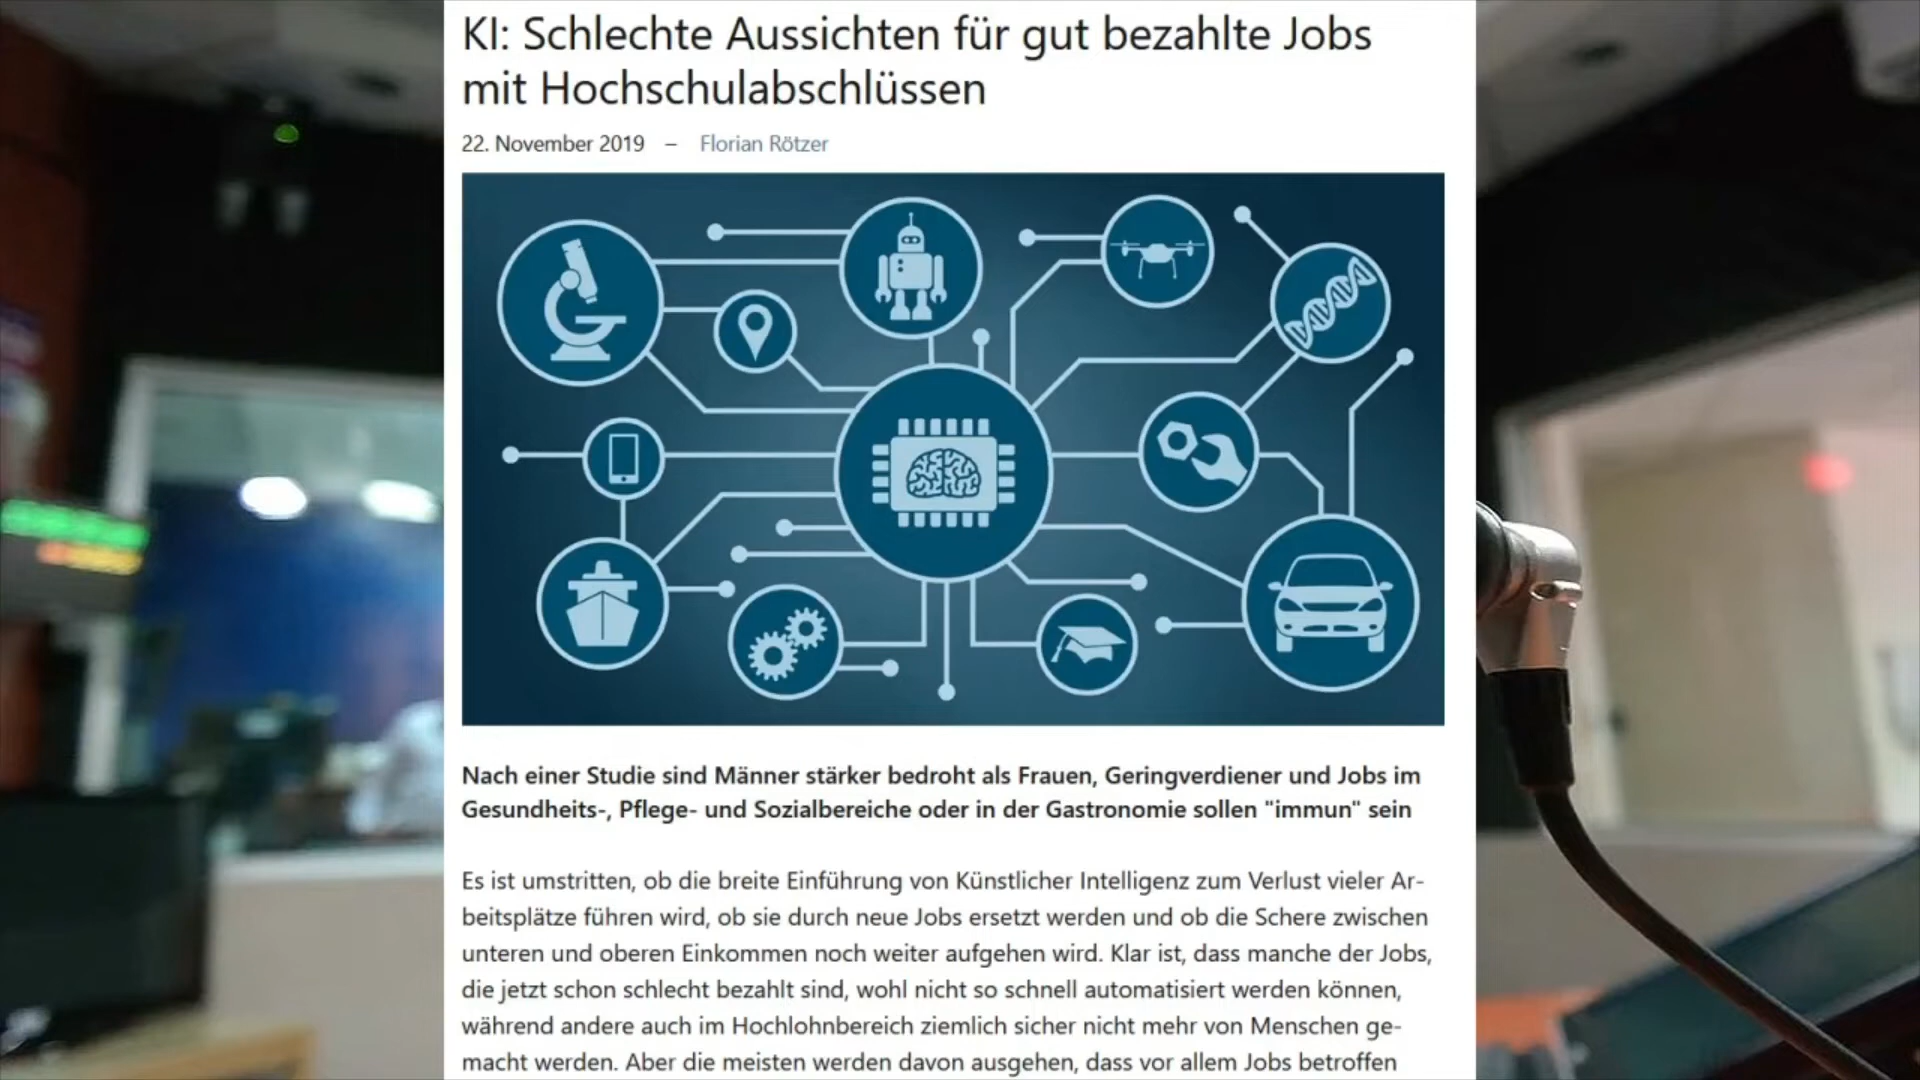 KI: Schlechte Aussichten für gut bezahlte Jobs
mit Hochschulabschlüssen
22. November 2019 – Florian Rötzer
Nach einer Studie sind Männer stärker bedroht als Frauen, Geringverdiener und Jobs im
Gesundheits-, Pflege- und Sozialbereiche oder in der Gastronomie sollen "immun" sein
Es ist umstritten, ob die breite Einführung von Künstlicher Intelligenz zum Verlust vieler Ar-
beitsplätze führen wird, ob sie durch neue Jobs ersetzt werden und ob die Schere zwischen
unteren und oberen Einkommen noch weiter aufgehen wird. Klar ist, dass manche der Jobs,
die jetzt schon schlecht bezahlt sind, wohl nicht so schnell automatisiert werden können,
während andere auch im Hochlohnbereich ziemlich sicher nicht mehr von Menschen ge-
macht werden. Aber die meisten werden davon ausgehen, dass vor allem Jobs betroffen